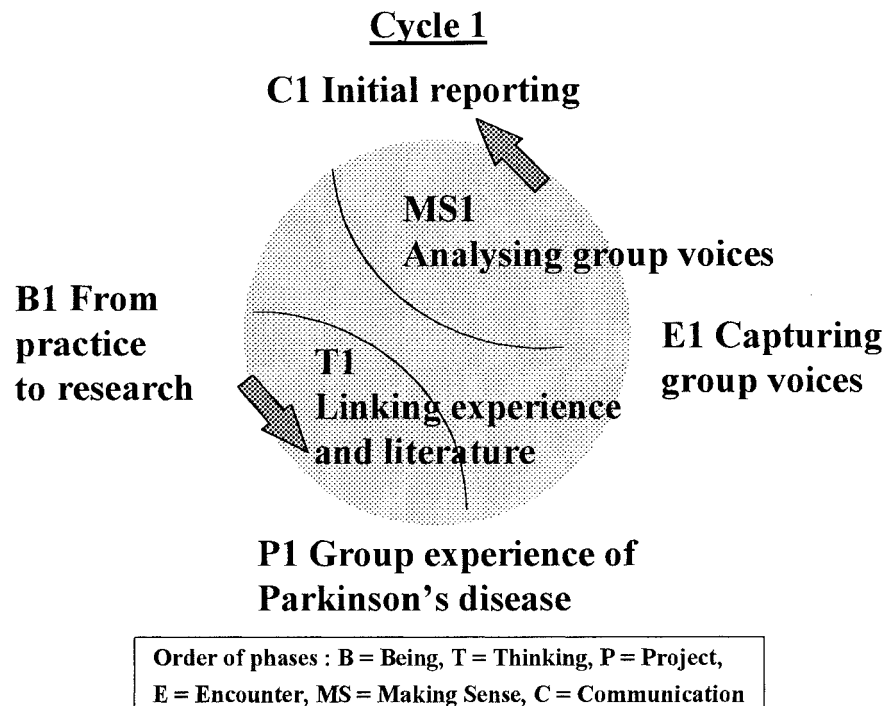 Cycle 1
C1 Initial reporting
MS1
Analysing group voices
B1 From
practice
to research
E1 Capturing
group voices
T1
Linking experience
and literature
P1 Group experience of
Parkinson's disease
Order of phases : B = Being, T = Thinking, P = Project,
E = Encounter, MS = Making Sense, C = Communication